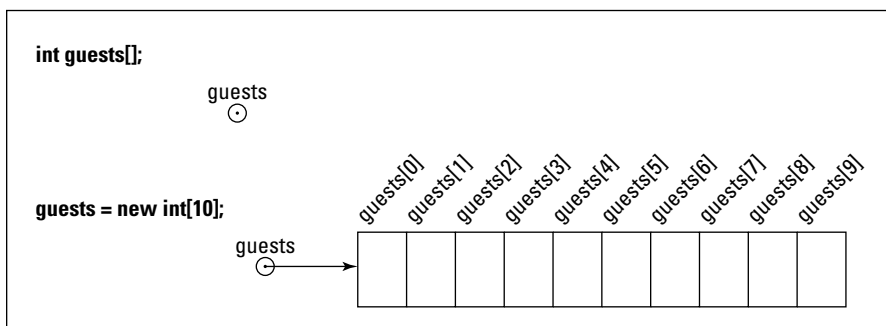 int guests[];
guests
guests[0] guests[1] guests[2] guests[3] guests[4] guests[5] guests[6] guests[7] guests[8] guests[9]
guests = new int[10];
guests